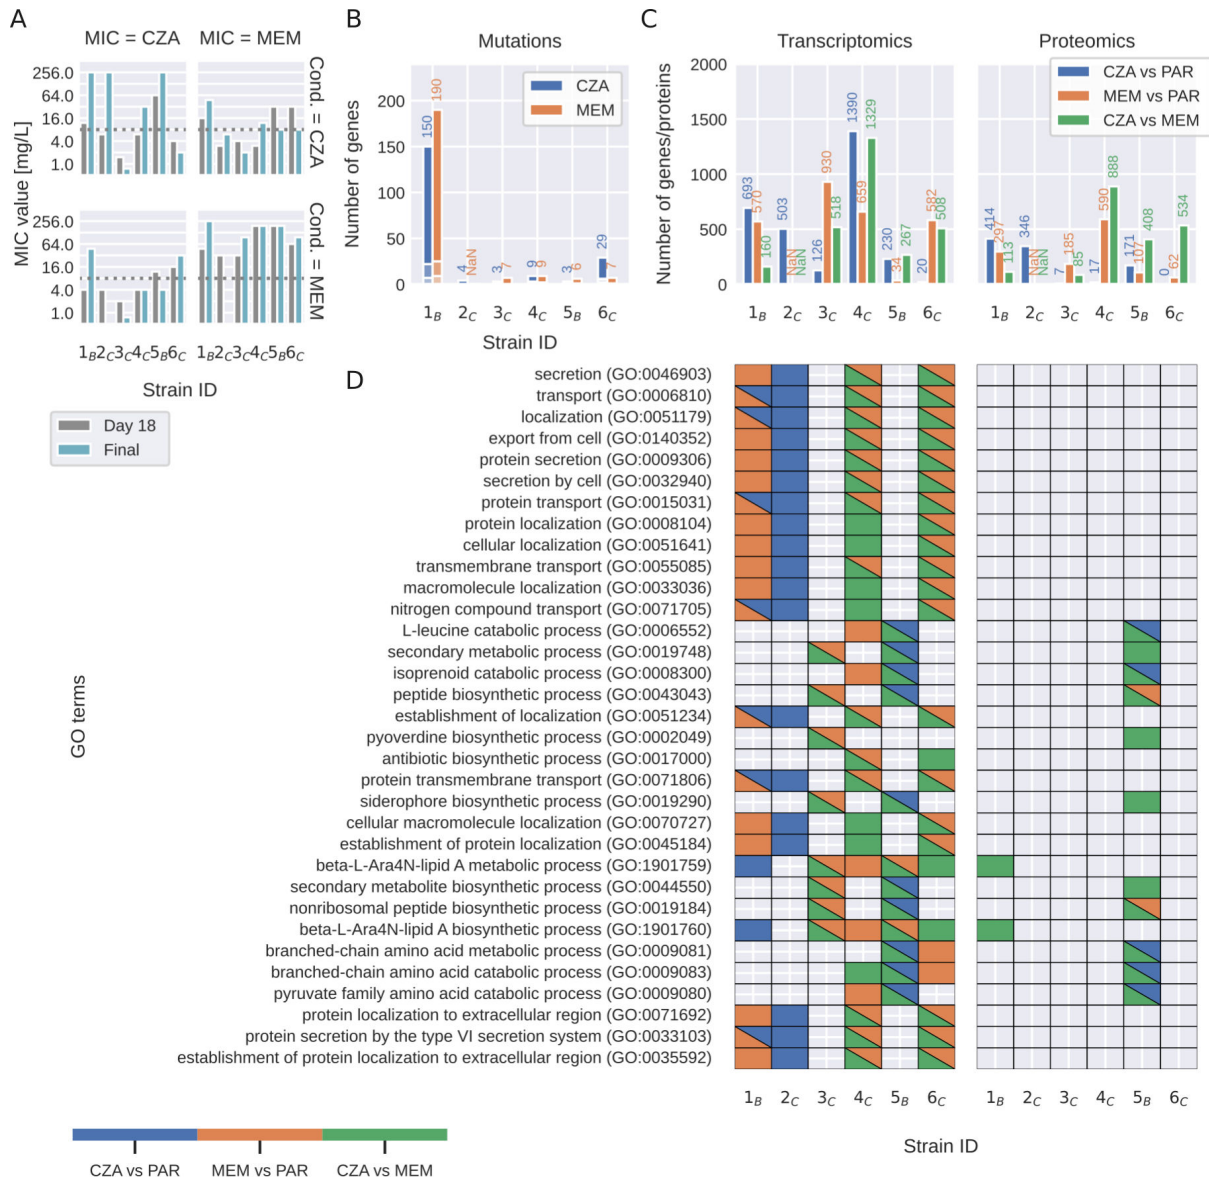 A
MIC = CZA
MIC = MEM
256.0
64.0
16.0
4.0
1.0
Cond. = CZA
256.0
64.0
16.0
4.0
1.0
Cond. = MEM
MIC value [mg/L]
1B 2C 3C 4C 5B 6C
1B 2C 3C 4C 5B 6C
Strain ID
Day 18
Final
B
Mutations
CZA
MEM
Number of genes
200
150
100
50
0
150
190
4
NaN
3
7
9
9
3
6
29
7
1B 2C 3C 4C 5B 6C
Strain ID
C
Transcriptomics
Proteomics
CZA vs PAR
MEM vs PAR
CZA vs MEM
Number of genes/proteins
2000
1500
1000
500
0
693
570
160
503
NaN
NaN
126
930
518
1390
659
1329
230
34
267
20
582
508
414
297
113
346
NaN
NaN
7
185
85
17
590
888
171
107
408
0
62
534
1B 2C 3C 4C 5B 6C
1B 2C 3C 4C 5B 6C
D
GO terms
secretion (GO:0046903)
transport (GO:0006810)
localization (GO:0051179)
export from cell (GO:0140352)
protein secretion (GO:0009306)
secretion by cell (GO:0032940)
protein transport (GO:0015031)
protein localization (GO:0008104)
cellular localization (GO:0051641)
transmembrane transport (GO:0055085)
macromolecule localization (GO:0033036)
nitrogen compound transport (GO:0071705)
L-leucine catabolic process (GO:0006552)
secondary metabolic process (GO:0019748)
isoprenoid catabolic process (GO:0008300)
peptide biosynthetic process (GO:0043043)
establishment of localization (GO:0051234)
pyoverdine biosynthetic process (GO:0002049)
antibiotic biosynthetic process (GO:0017000)
protein transmembrane transport (GO:0071806)
siderophore biosynthetic process (GO:0019290)
cellular macromolecule localization (GO:0070727)
establishment of protein localization (GO:0045184)
beta-L-Ara4N-lipid A metabolic process (GO:1901759)
secondary metabolite biosynthetic process (GO:0044550)
nonribosomal peptide biosynthetic process (GO:0019184)
beta-L-Ara4N-lipid A biosynthetic process (GO:1901760)
branched-chain amino acid metabolic process (GO:0009081)
branched-chain amino acid catabolic process (GO:0009083)
pyruvate family amino acid catabolic process (GO:0009080)
protein localization to extracellular region (GO:0071692)
protein secretion by the type VI secretion system (GO:0033103)
establishment of protein localization to extracellular region (GO:0035592)
1B 2C 3C 4C 5B 6C
1B 2C 3C 4C 5B 6C
Strain ID
CZA vs PAR
MEM vs PAR
CZA vs MEM